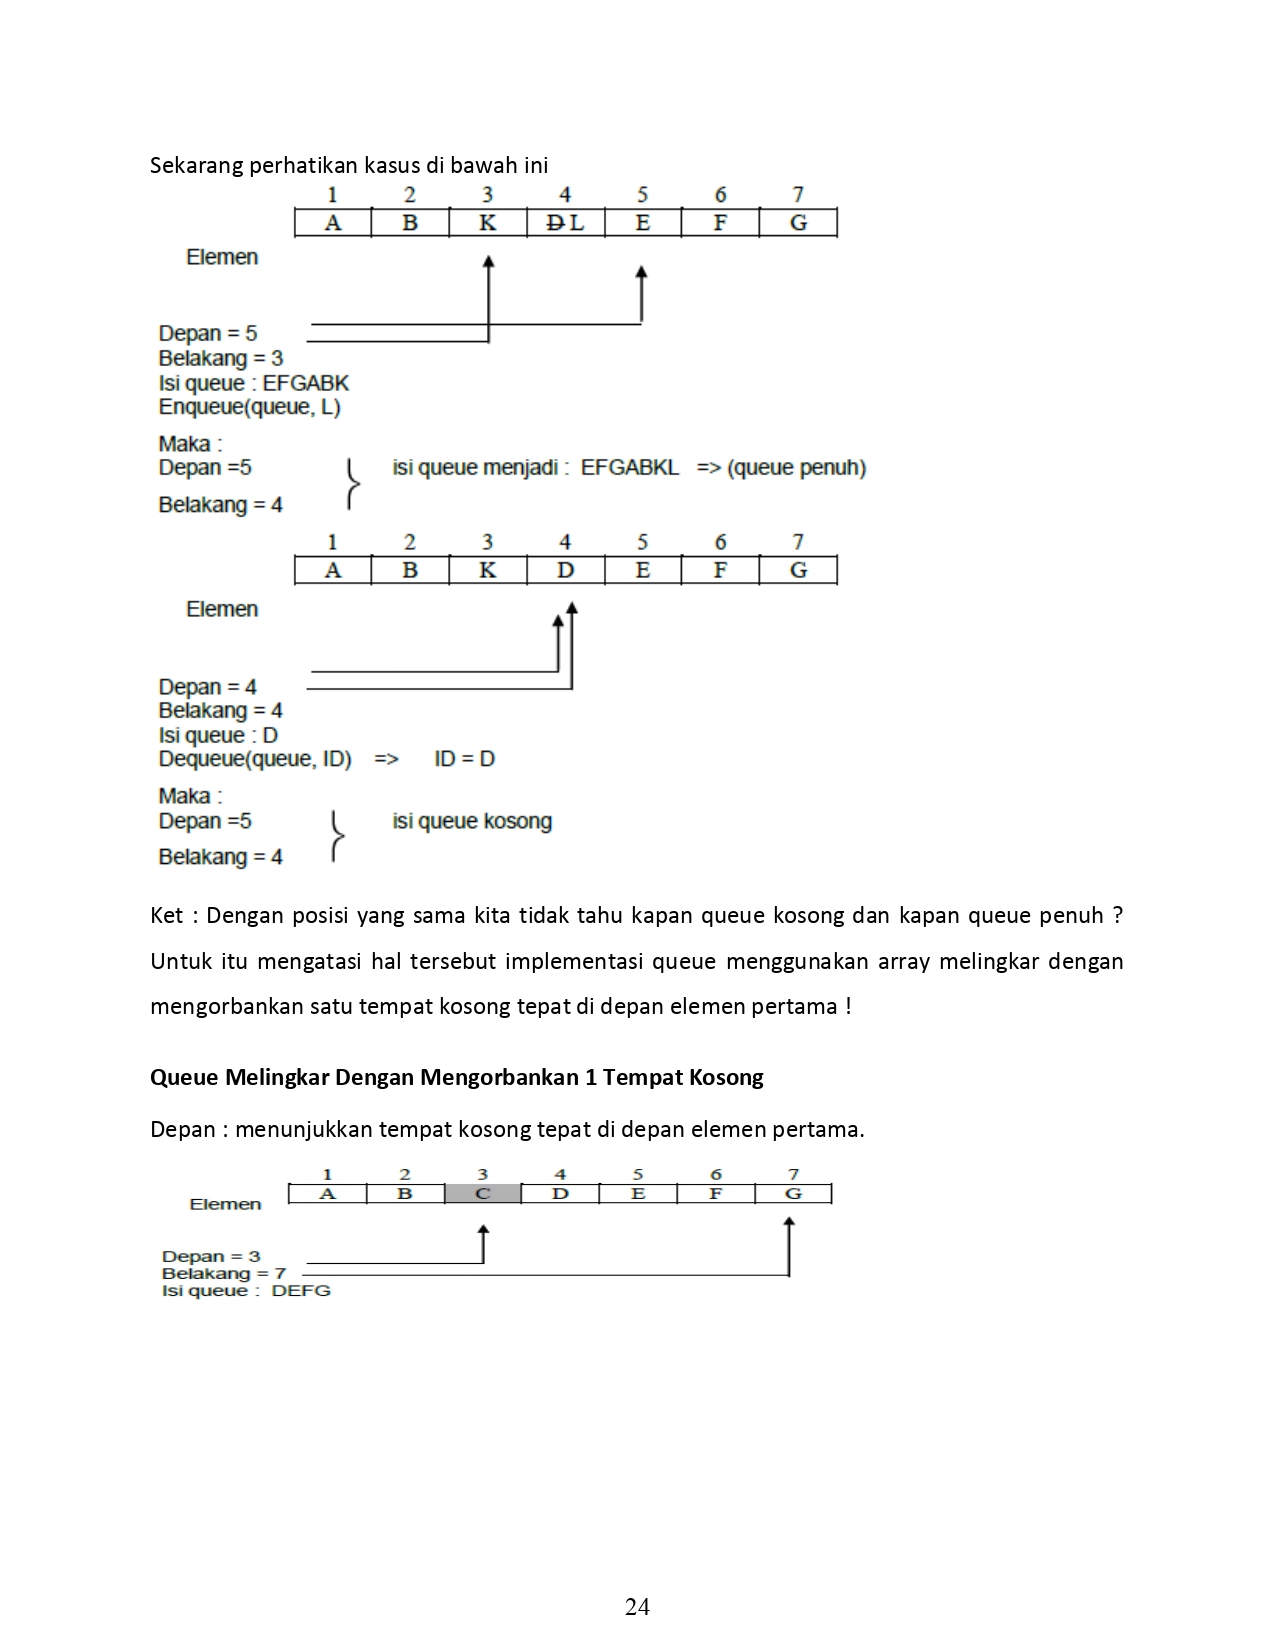 Sekarang perhatikan kasus di bawah ini
1 2 3 4 5 6 7
A B K D L E F G
Elemen
Depan = 5
Belakang = 3
Isi queue : EFGABK
Enqueue(queue, L)
Maka :
Depan =5
isi queue menjadi : EFGABKL => (queue penuh)
Belakang = 4
1 2 3 4 5 6 7
A B K D E F G
Elemen
Depan = 4
Belakang = 4
Isi queue : D
Dequeue(queue, ID) => ID = D
Maka :
Depan =5 isi queue kosong
Belakang = 4
Ket : Dengan posisi yang sama kita tidak tahu kapan queue kosong dan kapan queue penuh ?
Untuk itu mengatasi hal tersebut implementasi queue menggunakan array melingkar dengan
mengorbankan satu tempat kosong tepat di depan elemen pertama !
Queue Melingkar Dengan Mengorbankan 1 Tempat Kosong
Depan : menunjukkan tempat kosong tepat di depan elemen pertama.
1 2 3 4 5 6 7
A B C D E F G
Elemen
Depan = 3
Belakang = 7
Isi queue : DEFG
24